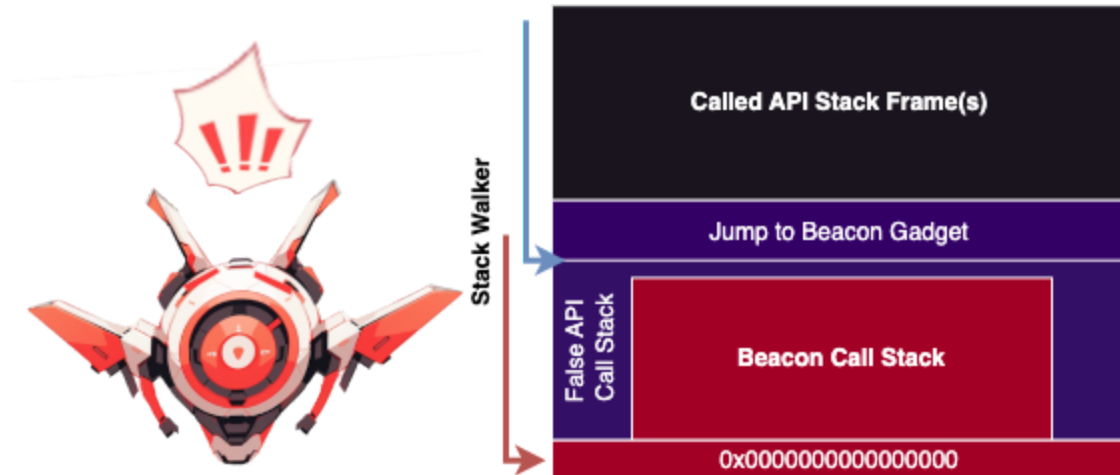 !!!
Stack Walker
Called API Stack Frame(s)
Jump to Beacon Gadget
False API
Call Stack
Beacon Call Stack
0x0000000000000000